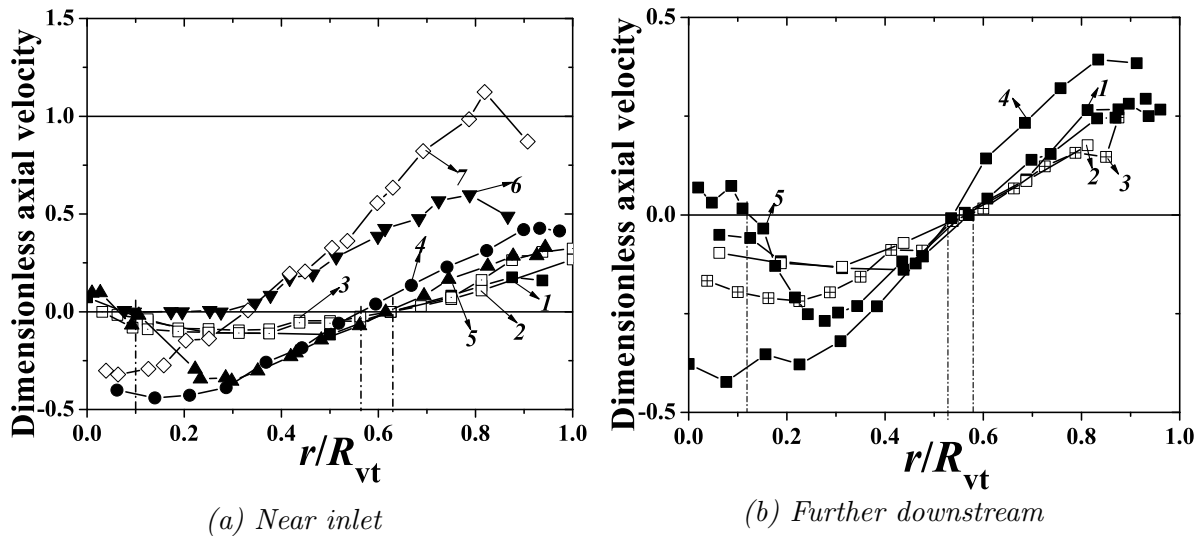 Dimensionless axial velocity
1.5
1.0
0.5
0.0
-0.5
7
6
4
3
1
2
5
0.0 0.2 0.4 0.6 0.8 1.0
r/Rvt
(a) Near inlet
Dimensionless axial velocity
0.5
0.0
-0.5
4
1
5
2
3
0.0 0.2 0.4 0.6 0.8 1.0
r/Rvt
(b) Further downstream